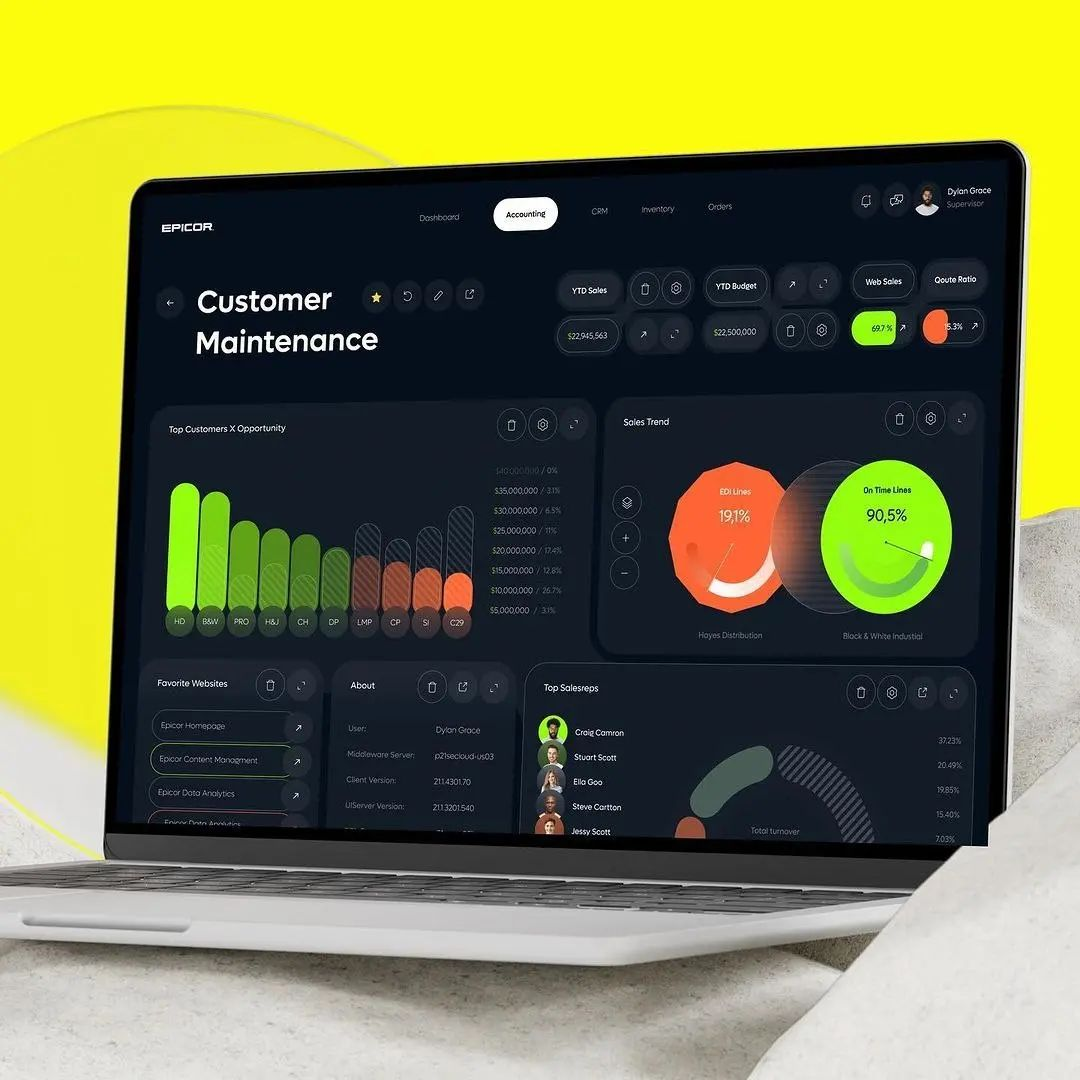 EPICOR
Dashboard
Accounting
CRM
Inventory
Orders
Dylan Grace
Supervisor
Customer
Maintenance
YTD Sales
YTD Budget
Web Sales
Qoute Ratio
$22,945,563
$22,500,000
69.7 %
15.3%
Top Customers X Opportunity
$40,000,000 / 0%
$35,000,000 / 3.1%
$30,000,000 / 6.5%
$25,000,000 / 11%
$20,000,000 / 17.4%
$15,000,000 / 12.8%
$10,000,000 / 26.7%
$5,000,000 / 3.1%
HD
B&W
PRO
H&J
CH
DP
LMP
CP
SI
C29
Sales Trend
EDI Lines
19,1%
On Time Lines
90,5%
Hayes Distribution
Black & White Industial
Favorite Websites
Epicor Homepage
Epicor Content Managment
Epicor Data Analytics
Epicor Data Analytics
About
User:
Dylan Grace
Middleware Server:
p21secloud-us03
Client Version:
21.1.4301.70
UIServer Version:
21.1.3201.540
Top Salesreps
Craig Camron
37.23%
Stuart Scott
20.49%
Ella Goo
19.85%
Steve Cartton
15.40%
Jessy Scott
7.03%
Total turnover